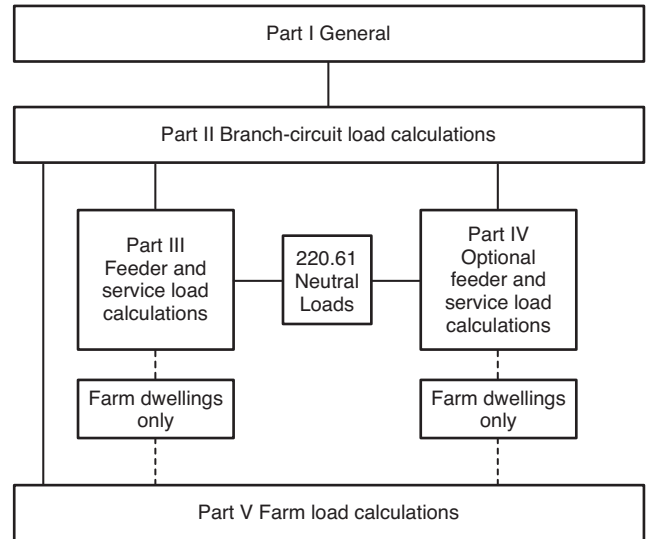 Part I General
Part II Branch-circuit load calculations
Part III
Feeder and
service load
calculations
220.61
Neutral
Loads
Part IV
Optional
feeder and
service load
calculations
Farm dwellings
only
Farm dwellings
only
Part V Farm load calculations